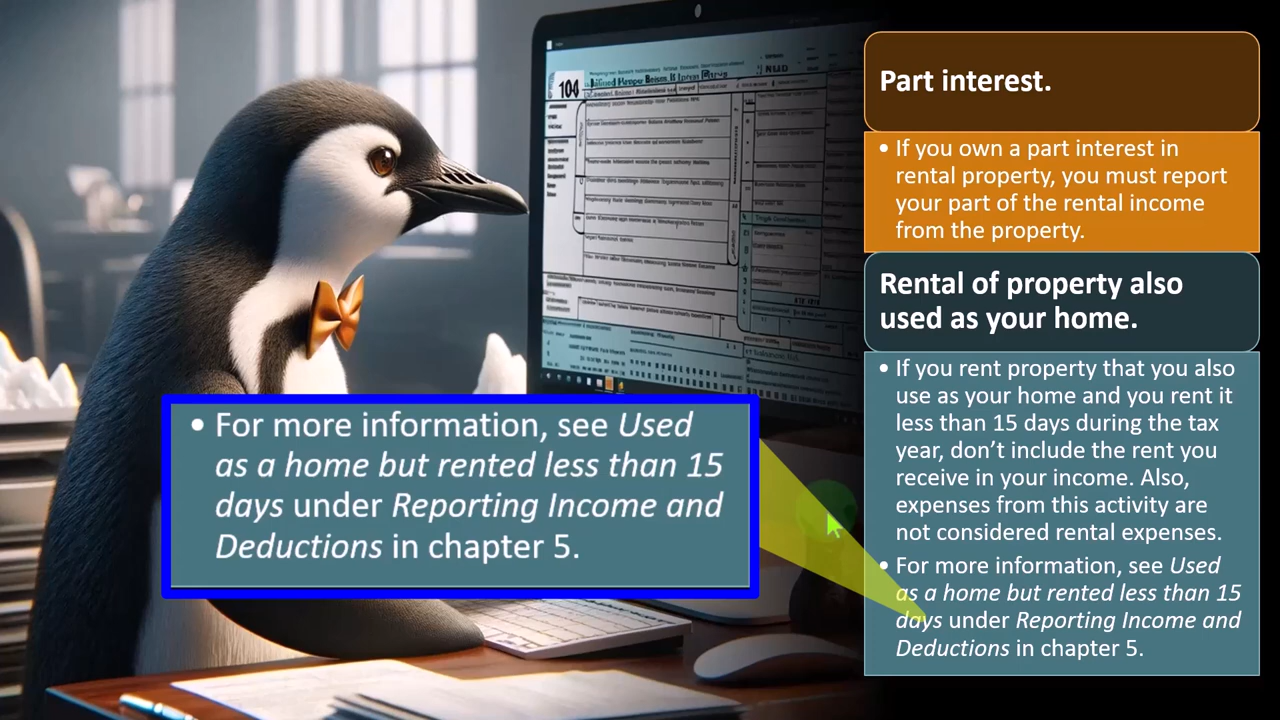 Part interest.
• If you own a part interest in
rental property, you must report
your part of the rental income
from the property.
Rental of property also
used as your home.
• If you rent property that you also
use as your home and you rent it
less than 15 days during the tax
year, don’t include the rent you
receive in your income. Also,
expenses from this activity are
not considered rental expenses.
• For more information, see Used
as a home but rented less than 15
days under Reporting Income and
Deductions in chapter 5.
• For more information, see Used
as a home but rented less than 15
days under Reporting Income and
Deductions in chapter 5.
104